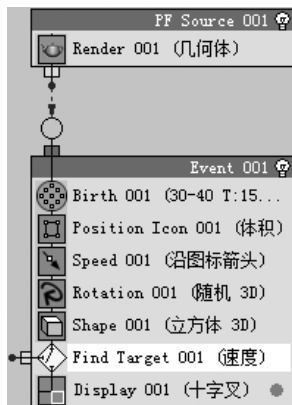 PF Source 001
Render 001 (几何体)
Event 001
Birth 001 (30-40 T:15...
Position Icon 001 (体积)
Speed 001 (沿图标箭头)
Rotation 001 (随机 3D)
Shape 001 (立方体 3D)
Find Target 001 (速度)
Display 001 (十字叉)